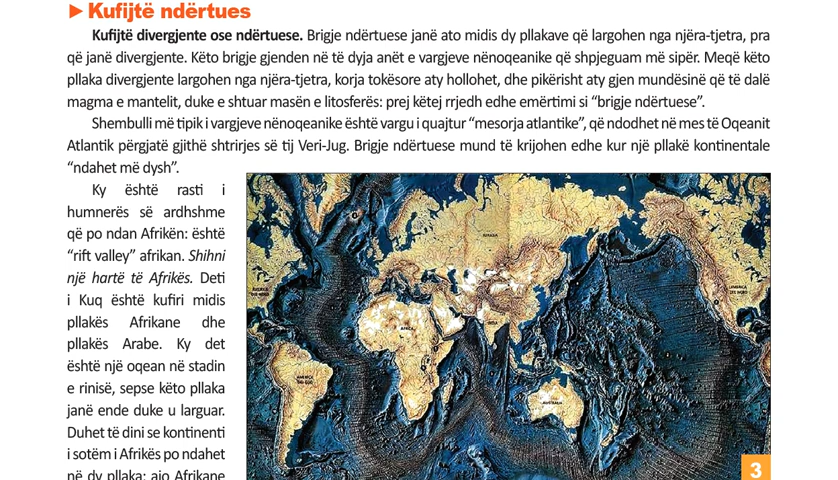 ► Kufijtë ndërtues
Kufijtë divergjente ose ndërtuese. Brigje ndërtuese janë ato midis dy pllakave që largohen nga njëra-tjetra, pra
që janë divergjente. Këto brigje gjenden në të dyja anët e vargjeve nënoqeanike që shpjeguam më sipër. Meqë këto
pllaka divergjente largohen nga njëra-tjetra, korja tokësore aty hollohet, dhe pikërisht aty gjen mundësinë që të dalë
magma e mantelit, duke e shtuar masën e litosferës: prej këtej rrjedh edhe emërtimi si “brigje ndërtuese”.
Shembulli më tipik i vargjeve nënoqeanike është vargu i quajtur “mesorja atlantike”, që ndodhet në mes të Oqeanit
Atlantik përgjatë gjithë shtrirjes së tij Veri-Jug. Brigje ndërtuese mund të krijohen edhe kur një pllakë kontinentale
“ndahet më dysh”.
Ky është rasti i
humnerës së ardhshme
që po ndan Afrikën: është
“rift valley” afrikan. Shihni
një hartë të Afrikës. Deti
i Kuq është kufiri midis
pllakës Afrikane dhe
pllakës Arabe. Ky det
është një oqean në stadin
e rinisë, sepse këto pllaka
janë ende duke u larguar.
Duhet të dini se kontinenti
i sotëm i Afrikës po ndahet
në dy pllaka: ajo Afrikane
AFRICA
AUSTRALIA
3